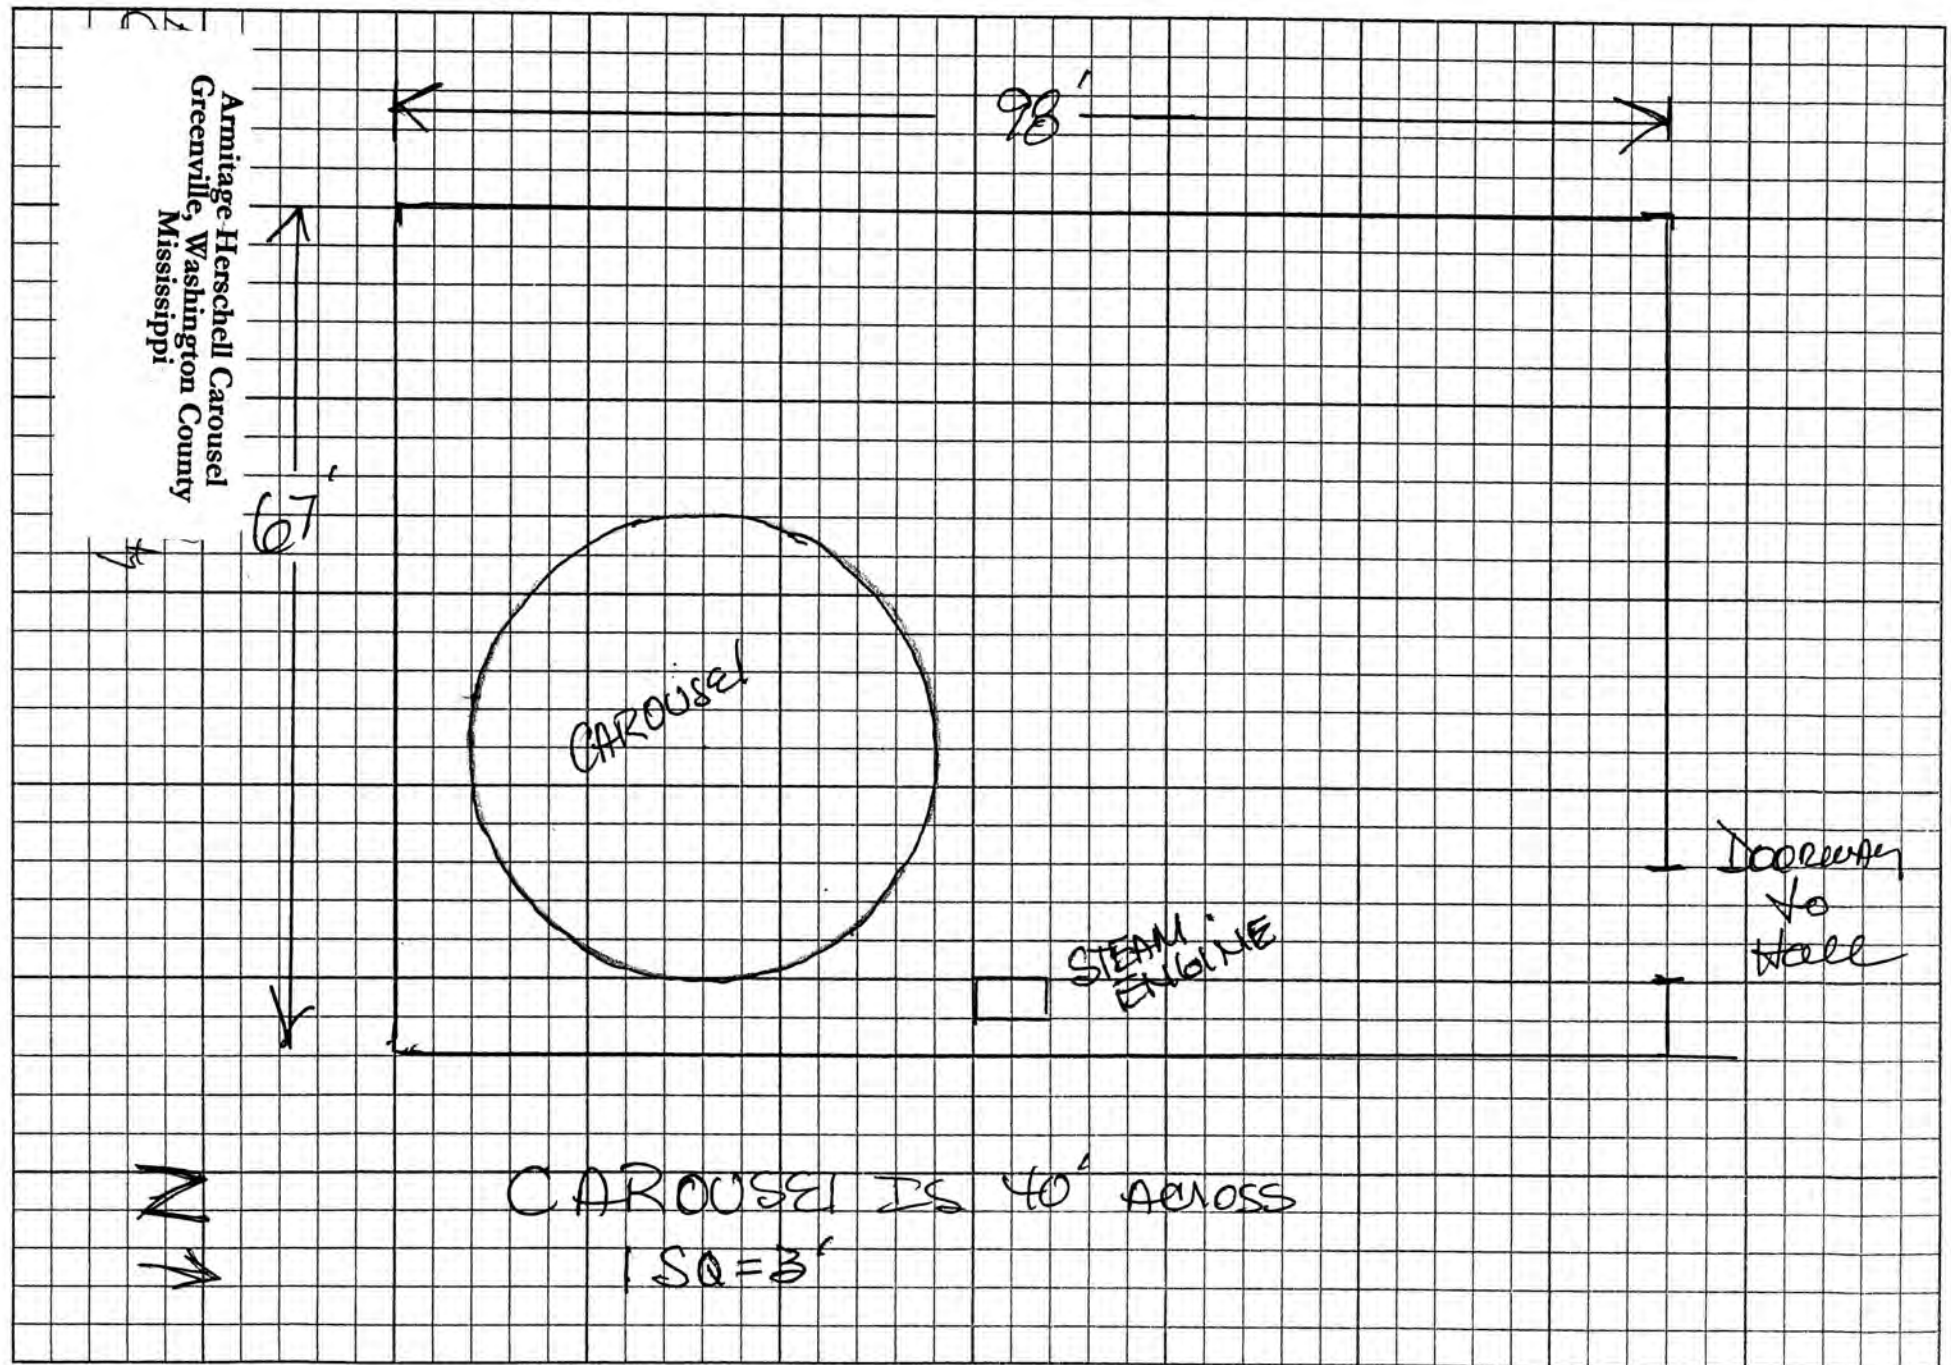 Armitage-Herschell Carousel
Greenville, Washington County
Mississippi
98'
67'
CAROUSEl
STEAM
ENGINE
DOORWAY
to
Hall
N
CAROUSEl IS 40' ACROSS
1 SQ = 3'